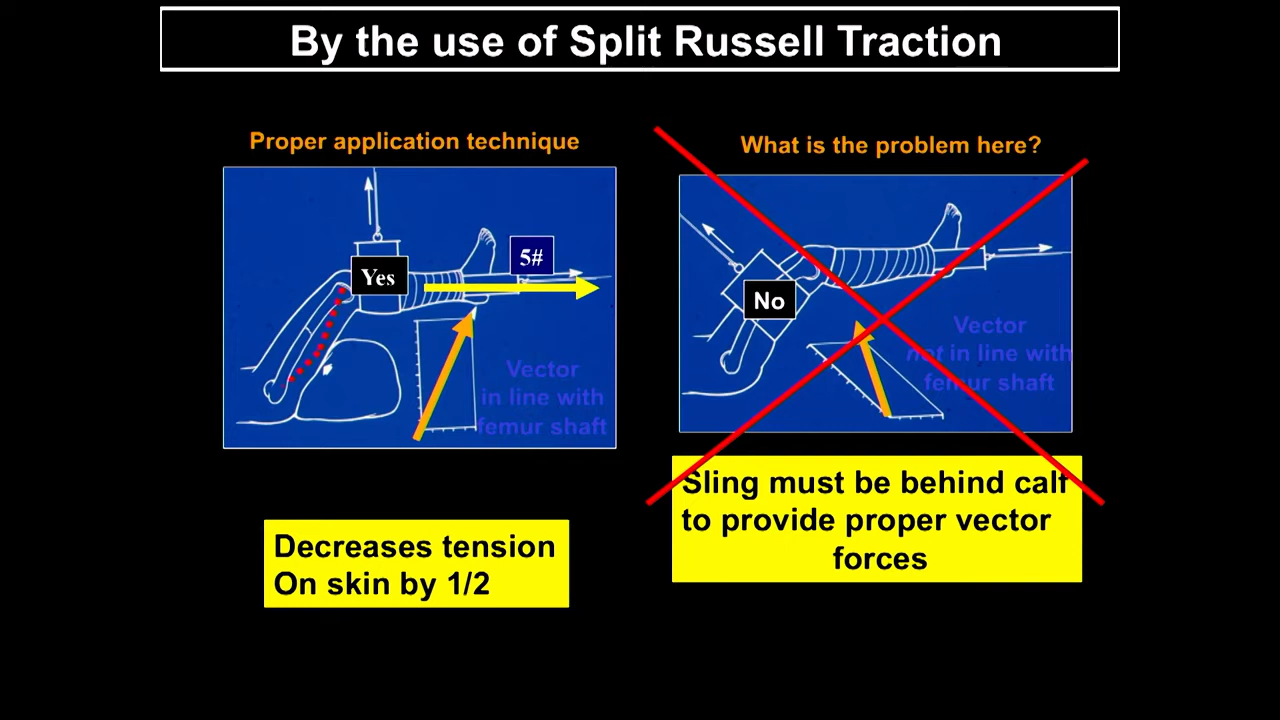 By the use of Split Russell Traction
Proper application technique
What is the problem here?
5#
Yes
No
Vector
in line with
femur shaft
Vector
not in line with
femur shaft
Sling must be behind calf
to provide proper vector
forces
Decreases tension
On skin by 1/2